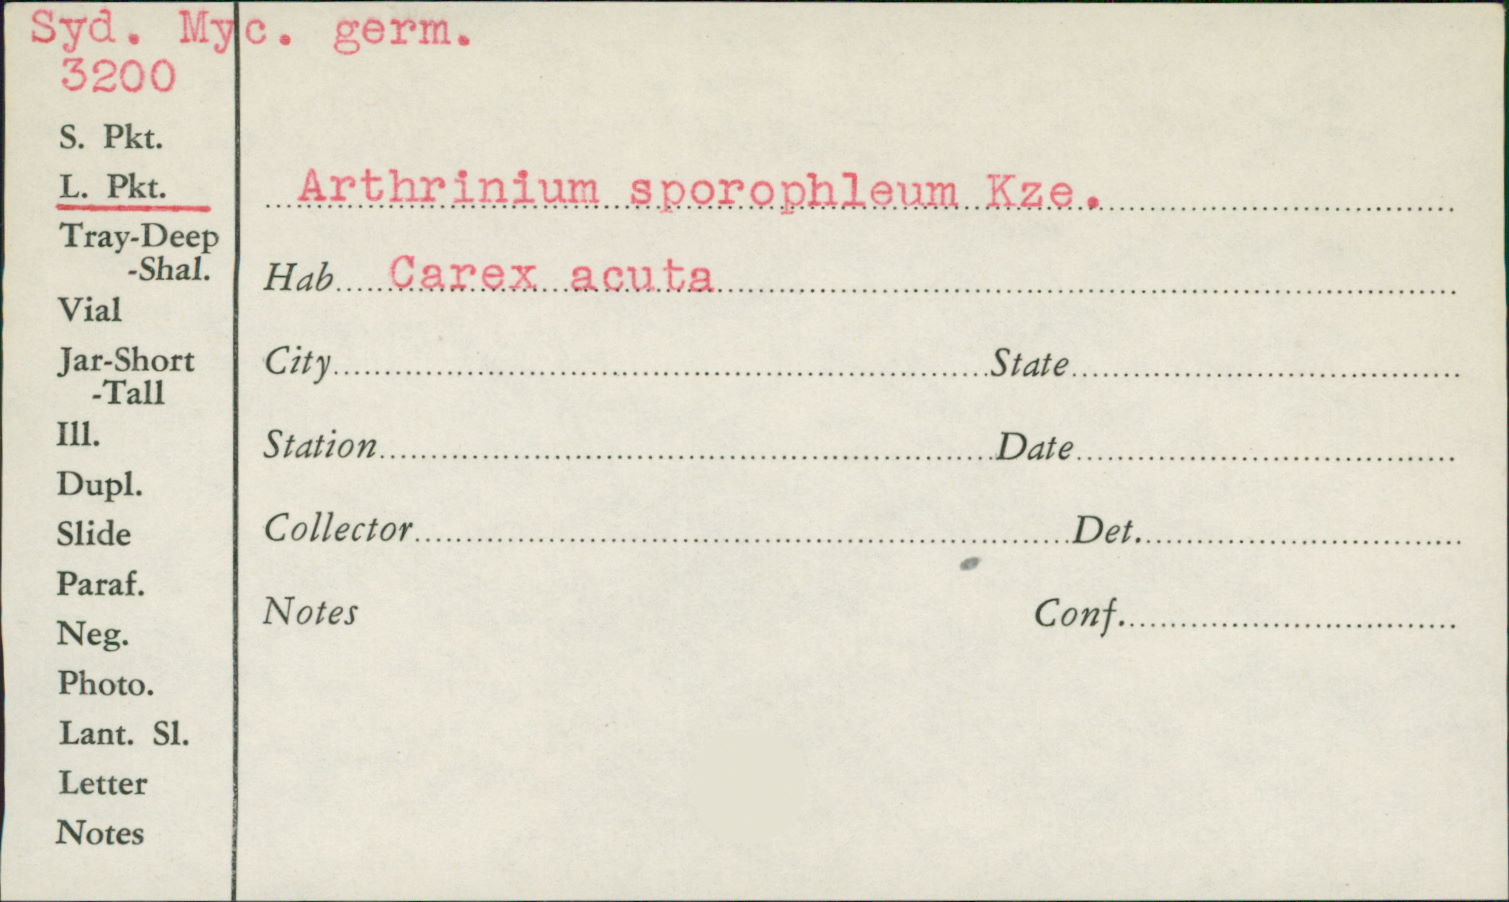 Syd. Myc. germ.
3200
S. Pkt.
L. Pkt.
Tray-Deep
-Shal.
Vial
Jar-Short
-Tall
Ill.
Dupl.
Slide
Paraf.
Neg.
Photo.
Lant. Sl.
Letter
Notes
Arthrinium sporophleum Kze.
Hab Carex acuta
City State
Station Date
Collector Det.
Notes Conf.